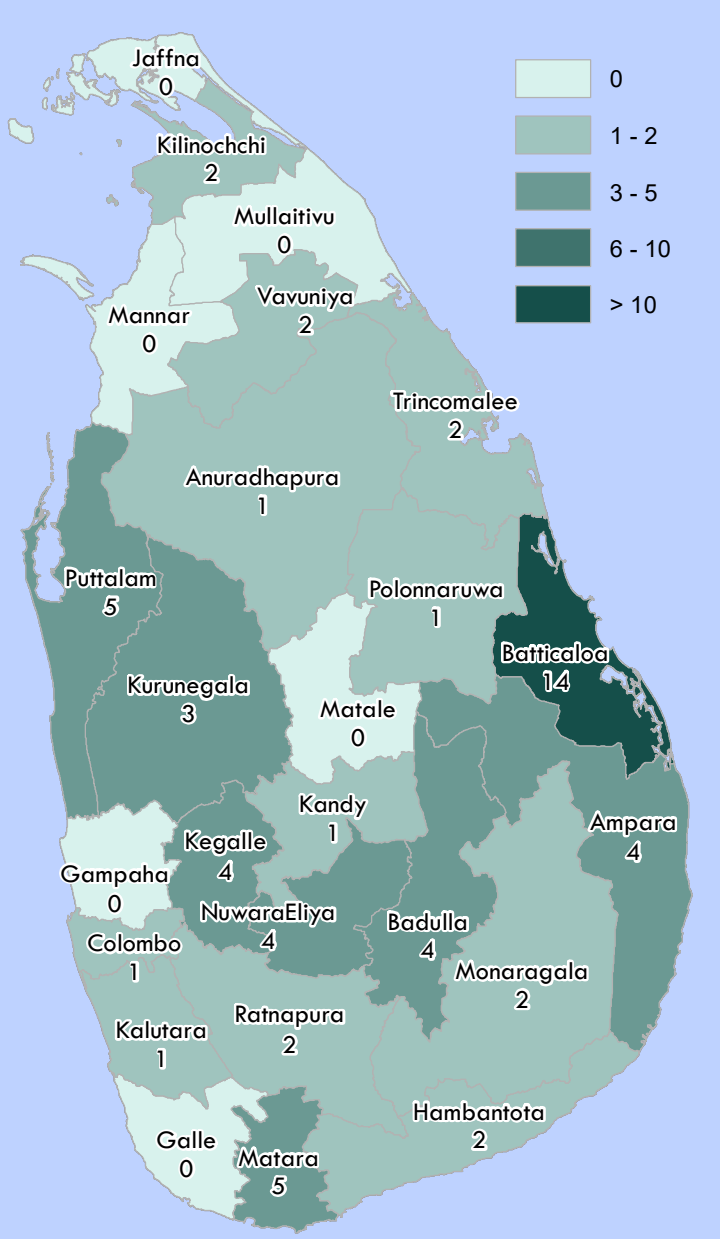 Jaffna
0
0
1 - 2
Kilinochchi
2
3 - 5
Mullaitivu
0
6 - 10
Vavuniya
2
> 10
Mannar
0
Trincomalee
2
Anuradhapura
1
Puttalam
5
Polonnaruwa
1
Batticaloa
14
Kurunegala
3
Matale
0
Kandy
1
Ampara
4
Kegalle
4
Gampaha
0
NuwaraEliya
4
Badulla
4
Colombo
1
Monaragala
2
Ratnapura
2
Kalutara
1
Hambantota
2
Galle
0
Matara
5